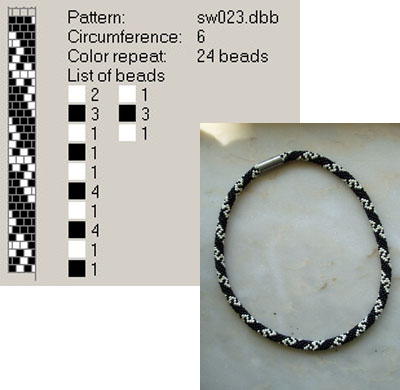 Pattern: sw023.dbb
Circumference: 6
Color repeat: 24 beads
List of beads
2 1
3 3
1 1
1
1
4
1
4
1
1